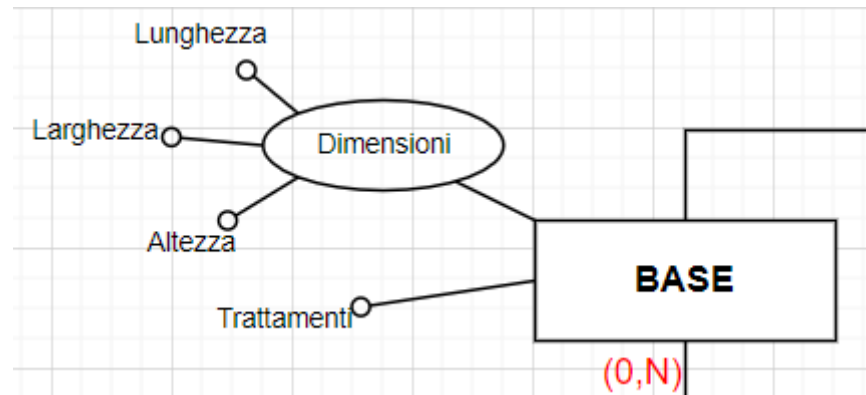 Lunghezza
Larghezza
Dimensioni
Altezza
BASE
Trattamenti
(0,N)